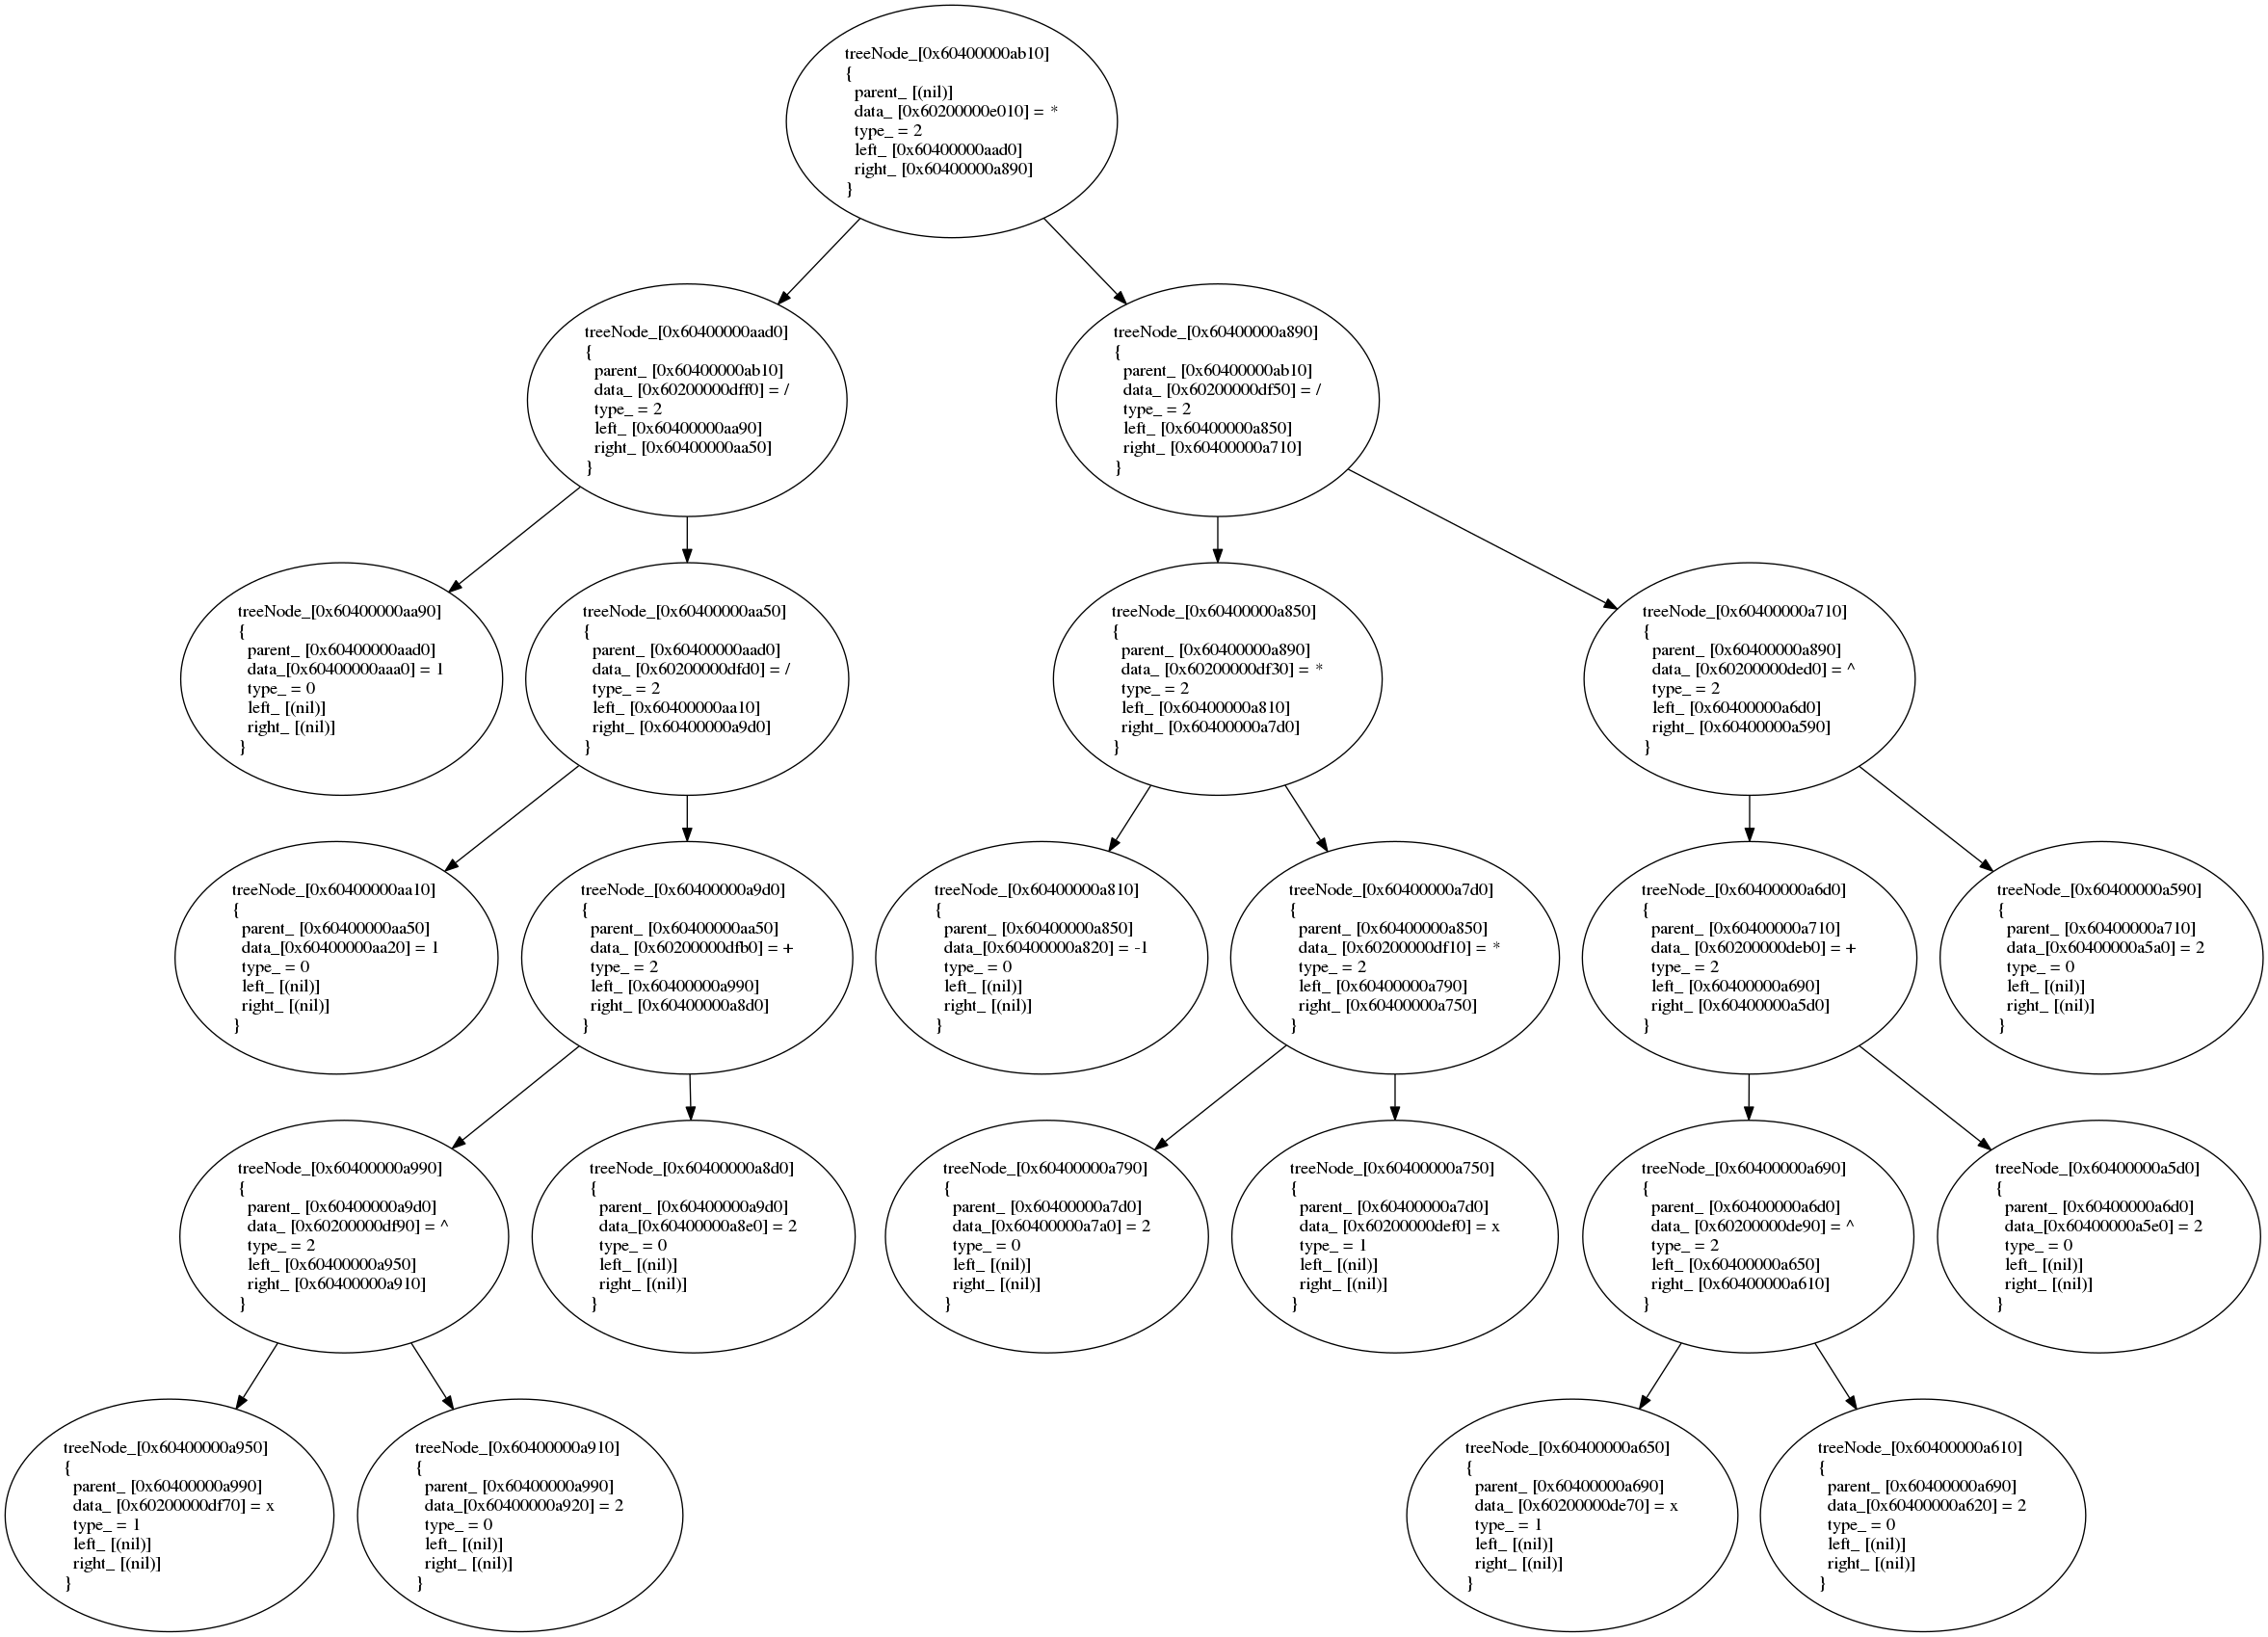 treeNode_[0x60400000ab10]
{
parent_ [(nil)]
data_ [0x60200000e010] = *
type_ = 2
left_ [0x60400000aad0]
right_ [0x60400000a890]
}
treeNode_[0x60400000aad0]
{
parent_ [0x60400000ab10]
data_ [0x60200000dff0] = /
type_ = 2
left_ [0x60400000aa90]
right_ [0x60400000aa50]
}
treeNode_[0x60400000a890]
{
parent_ [0x60400000ab10]
data_ [0x60200000df50] = /
type_ = 2
left_ [0x60400000a850]
right_ [0x60400000a710]
}
treeNode_[0x60400000aa90]
{
parent_ [0x60400000aad0]
data_[0x60400000aaa0] = 1
type_ = 0
left_ [(nil)]
right_ [(nil)]
}
treeNode_[0x60400000aa50]
{
parent_ [0x60400000aad0]
data_ [0x60200000dfd0] = /
type_ = 2
left_ [0x60400000aa10]
right_ [0x60400000a9d0]
}
treeNode_[0x60400000a850]
{
parent_ [0x60400000a890]
data_ [0x60200000df30] = *
type_ = 2
left_ [0x60400000a810]
right_ [0x60400000a7d0]
}
treeNode_[0x60400000a710]
{
parent_ [0x60400000a890]
data_ [0x60200000ded0] = ^
type_ = 2
left_ [0x60400000a6d0]
right_ [0x60400000a590]
}
treeNode_[0x60400000aa10]
{
parent_ [0x60400000aa50]
data_[0x60400000aa20] = 1
type_ = 0
left_ [(nil)]
right_ [(nil)]
}
treeNode_[0x60400000a9d0]
{
parent_ [0x60400000aa50]
data_ [0x60200000dfb0] = +
type_ = 2
left_ [0x60400000a990]
right_ [0x60400000a8d0]
}
treeNode_[0x60400000a810]
{
parent_ [0x60400000a850]
data_[0x60400000a820] = -1
type_ = 0
left_ [(nil)]
right_ [(nil)]
}
treeNode_[0x60400000a7d0]
{
parent_ [0x60400000a850]
data_ [0x60200000df10] = *
type_ = 2
left_ [0x60400000a790]
right_ [0x60400000a750]
}
treeNode_[0x60400000a6d0]
{
parent_ [0x60400000a710]
data_ [0x60200000deb0] = +
type_ = 2
left_ [0x60400000a690]
right_ [0x60400000a5d0]
}
treeNode_[0x60400000a590]
{
parent_ [0x60400000a710]
data_[0x60400000a5a0] = 2
type_ = 0
left_ [(nil)]
right_ [(nil)]
}
treeNode_[0x60400000a990]
{
parent_ [0x60400000a9d0]
data_ [0x60200000df90] = ^
type_ = 2
left_ [0x60400000a950]
right_ [0x60400000a910]
}
treeNode_[0x60400000a8d0]
{
parent_ [0x60400000a9d0]
data_[0x60400000a8e0] = 2
type_ = 0
left_ [(nil)]
right_ [(nil)]
}
treeNode_[0x60400000a790]
{
parent_ [0x60400000a7d0]
data_[0x60400000a7a0] = 2
type_ = 0
left_ [(nil)]
right_ [(nil)]
}
treeNode_[0x60400000a750]
{
parent_ [0x60400000a7d0]
data_ [0x60200000def0] = x
type_ = 1
left_ [(nil)]
right_ [(nil)]
}
treeNode_[0x60400000a690]
{
parent_ [0x60400000a6d0]
data_ [0x60200000de90] = ^
type_ = 2
left_ [0x60400000a650]
right_ [0x60400000a610]
}
treeNode_[0x60400000a5d0]
{
parent_ [0x60400000a6d0]
data_[0x60400000a5e0] = 2
type_ = 0
left_ [(nil)]
right_ [(nil)]
}
treeNode_[0x60400000a950]
{
parent_ [0x60400000a990]
data_ [0x60200000df70] = x
type_ = 1
left_ [(nil)]
right_ [(nil)]
}
treeNode_[0x60400000a910]
{
parent_ [0x60400000a990]
data_[0x60400000a920] = 2
type_ = 0
left_ [(nil)]
right_ [(nil)]
}
treeNode_[0x60400000a650]
{
parent_ [0x60400000a690]
data_ [0x60200000de70] = x
type_ = 1
left_ [(nil)]
right_ [(nil)]
}
treeNode_[0x60400000a610]
{
parent_ [0x60400000a690]
data_[0x60400000a620] = 2
type_ = 0
left_ [(nil)]
right_ [(nil)]
}